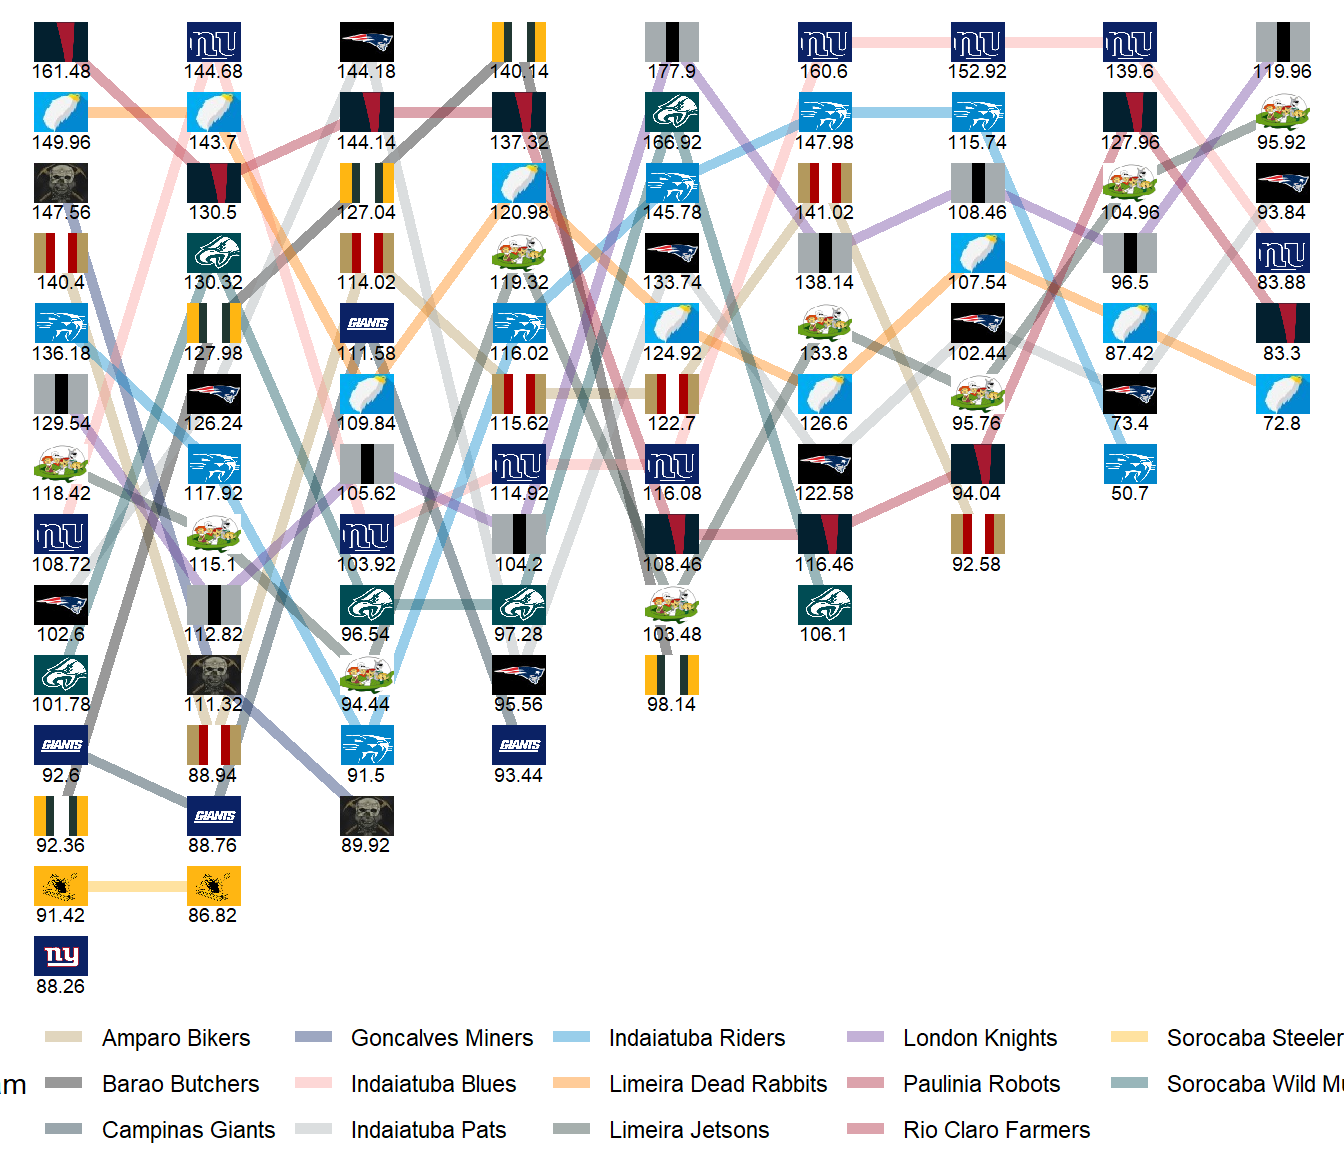 161.48 144.68 144.18 140.14 177.9 160.6 152.92 139.6 119.96
149.96 143.7 144.14 137.32 166.92 147.98 115.74 127.96 95.92
147.56 130.5 127.04 120.98 145.78 141.02 108.46 104.96 93.84
140.4 130.32 114.02 119.32 133.74 138.14 107.54 96.5 83.88
GIANTS
136.18 127.98 111.58 116.02 124.92 133.8 102.44 87.42 83.3
129.54 126.24 109.84 115.62 122.7 126.6 95.76 73.4 72.8
118.42 117.92 105.62 114.92 116.08 122.58 94.04 50.7
108.72 115.1 103.92 104.2 108.46 116.46 92.58
102.6 112.82 96.54 97.28 103.48 106.1
101.78 111.32 94.44 95.56 98.14
GIANTS GIANTS
92.6 88.94 91.5 93.44
GIANTS
92.36 88.76 89.92
91.42 86.82
ny
88.26
Amparo Bikers Goncalves Miners Indaiatuba Riders London Knights Sorocaba Steeler
am Barao Butchers Indaiatuba Blues Limeira Dead Rabbits Paulinia Robots Sorocaba Wild Mu
Campinas Giants Indaiatuba Pats Limeira Jetsons Rio Claro Farmers